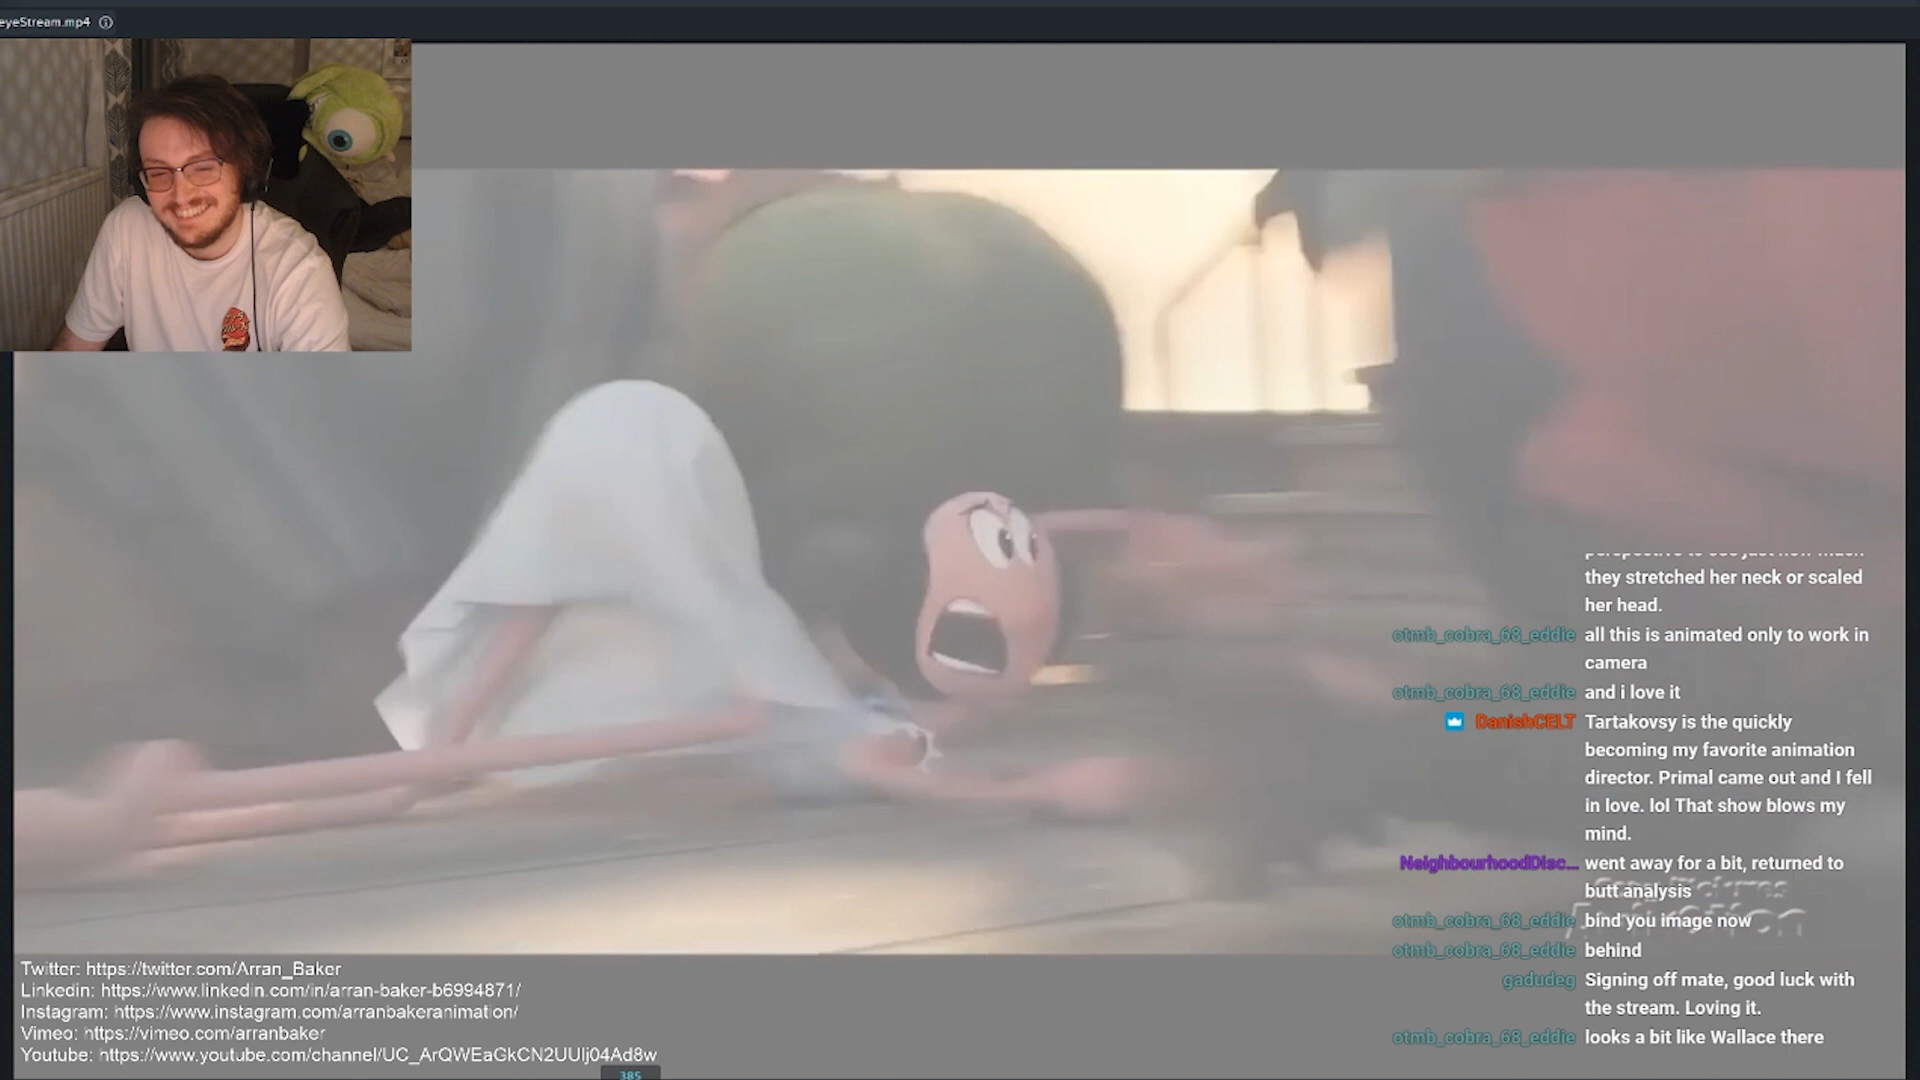 eyeStream.mp4
they stretched her neck or scaled
her head.
otmb_cobra_68_eddie all this is animated only to work in
camera
otmb_cobra_68_eddie and i love it
DanishCELT Tartakovsy is the quickly
becoming my favorite animation
director. Primal came out and I fell
in love. lol That show blows my
mind.
NeighbourhoodDisc... went away for a bit, returned to
butt analysis
otmb_cobra_68_eddie bind you image now
otmb_cobra_68_eddie behind
gadudeg Signing off mate, good luck with
the stream. Loving it.
otmb_cobra_68_eddie looks a bit like Wallace there
Pictures
Animation
Twitter: https://twitter.com/Arran_Baker
Linkedin: https://www.linkedin.com/in/arran-baker-b6994871/
Instagram: https://www.instagram.com/arranbakeranimation/
Vimeo: https://vimeo.com/arranbaker
Youtube: https://www.youtube.com/channel/UC_ArQWEaGkCN2UUlj04Ad8w
385